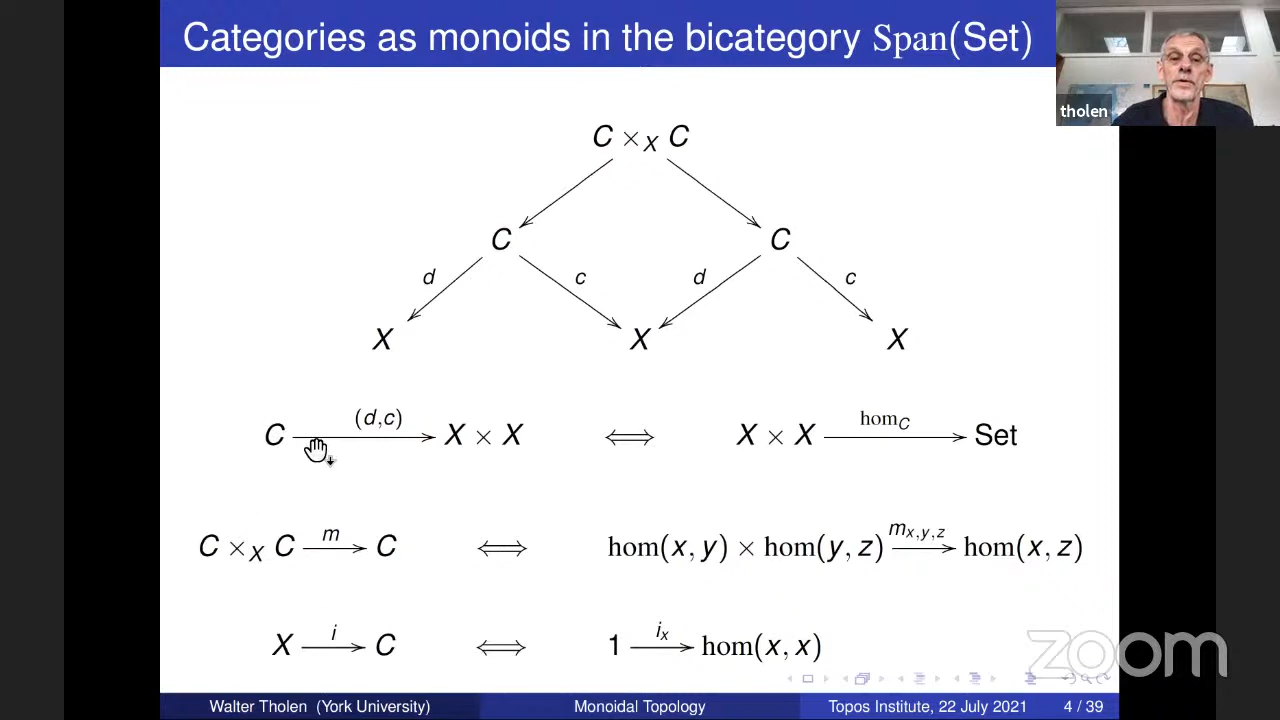 Categories as monoids in the bicategory Span(Set)
tholen
C ×_X C
C C
d c d c
X X X
C (d,c) X × X ⟺ X × X hom_C Set
C ×_X C m C ⟺ hom(x, y) × hom(y, z) m_{x,y,z} hom(x, z)
X i C ⟺ 1 i_x hom(x, x)
zoom
Walter Tholen (York University) Monoidal Topology Topos Institute, 22 July 2021 4 / 39